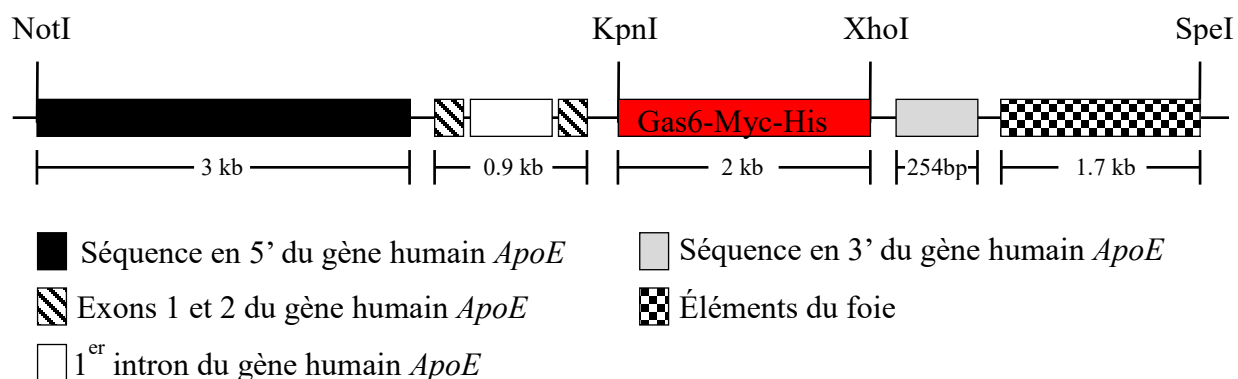 NotI KpnI XhoI SpeI
Gas6-Myc-His
3 kb 0.9 kb 2 kb 254bp 1.7 kb
Séquence en 5’ du gène humain ApoE
Séquence en 3’ du gène humain ApoE
Exons 1 et 2 du gène humain ApoE
Éléments du foie
1er intron du gène humain ApoE